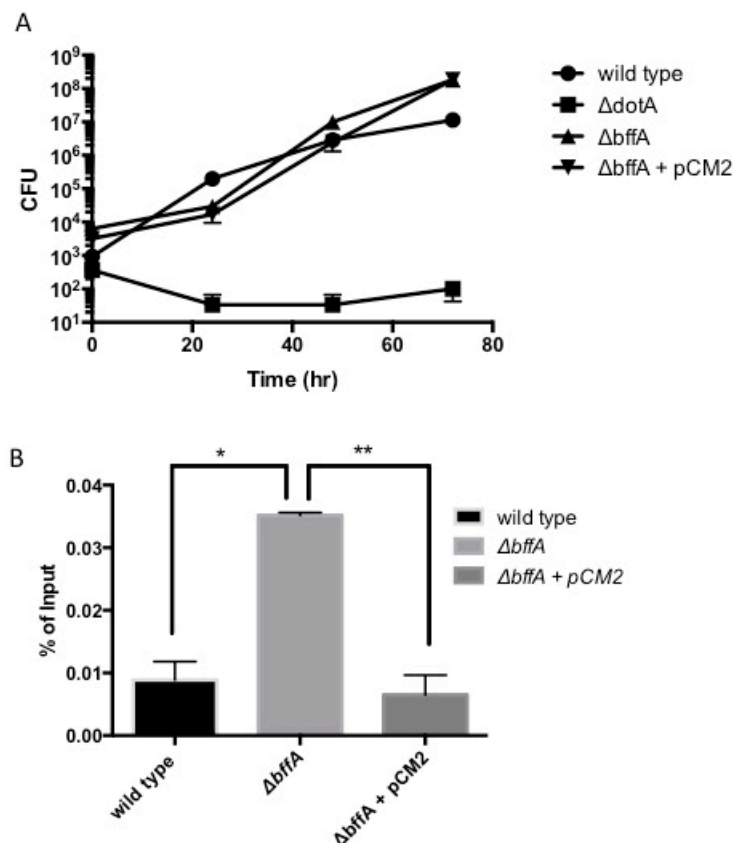 A
10⁹
10⁸
10⁷
10⁶
10⁵
10⁴
10³
10²
10¹
CFU
0 20 40 60 80
Time (hr)
wild type
ΔdotA
ΔbffA
ΔbffA + pCM2
B
* **
0.04
0.03
0.02
0.01
0.00
% of Input
wild type
ΔbffA
ΔbffA + pCM2
wild type
ΔbffA
ΔbffA + pCM2